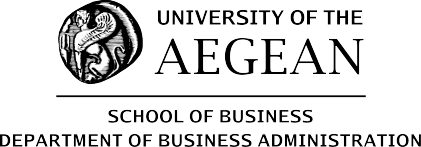 UNIVERSITY OF THE
AEGEAN
SCHOOL OF BUSINESS
DEPARTMENT OF BUSINESS ADMINISTRATION